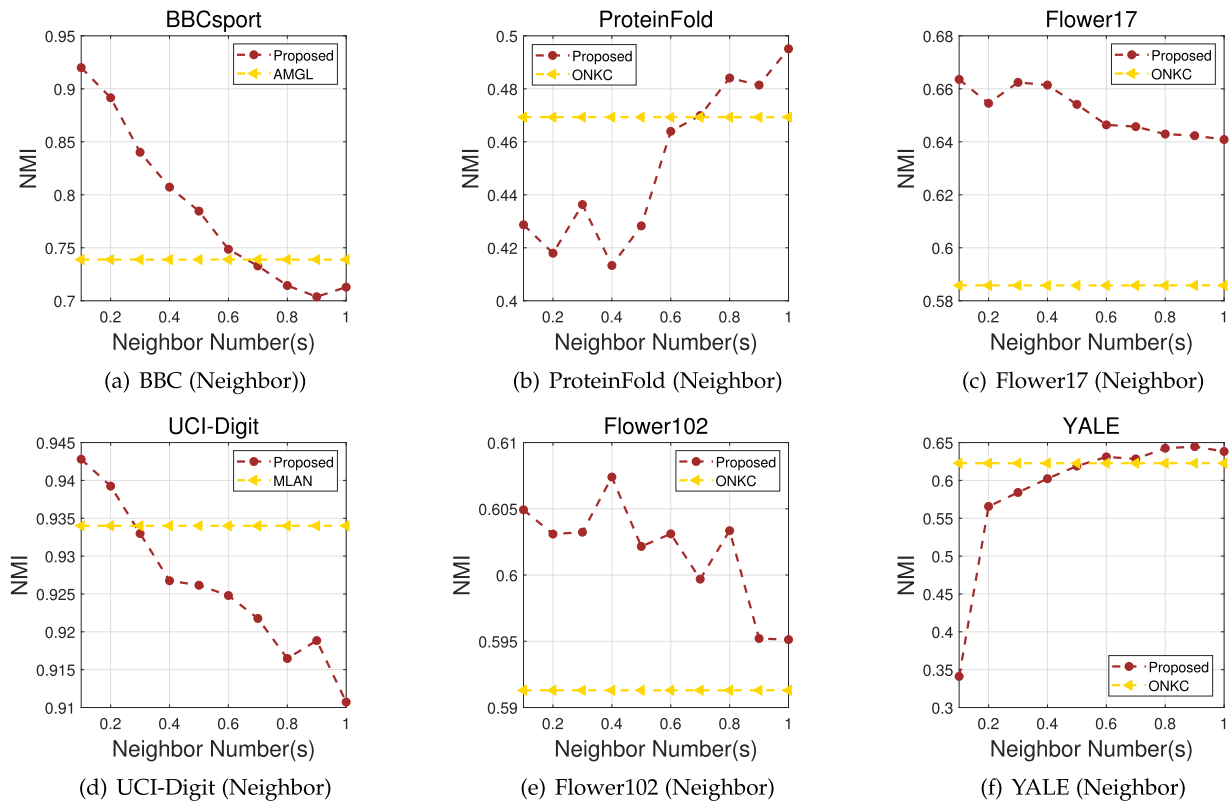 BBCsport
0.95
0.9
0.85
0.8
0.75
0.7
NMI
Proposed
AMGL
0.2 0.4 0.6 0.8 1
Neighbor Number(s)
(a) BBC (Neighbor))
ProteinFold
0.5
0.48
0.46
0.44
0.42
0.4
NMI
Proposed
ONKC
0.2 0.4 0.6 0.8 1
Neighbor Number(s)
(b) ProteinFold (Neighbor)
Flower17
0.68
0.66
0.64
0.62
0.6
0.58
NMI
Proposed
ONKC
0.2 0.4 0.6 0.8 1
Neighbor Number(s)
(c) Flower17 (Neighbor)
UCI-Digit
0.945
0.94
0.935
0.93
0.925
0.92
0.915
0.91
NMI
Proposed
MLAN
0.2 0.4 0.6 0.8 1
Neighbor Number(s)
(d) UCI-Digit (Neighbor)
Flower102
0.61
0.605
0.6
0.595
0.59
NMI
Proposed
ONKC
0.2 0.4 0.6 0.8 1
Neighbor Number(s)
(e) Flower102 (Neighbor)
YALE
0.65
0.6
0.55
0.5
0.45
0.4
0.35
0.3
NMI
Proposed
ONKC
0.2 0.4 0.6 0.8 1
Neighbor Number(s)
(f) YALE (Neighbor)